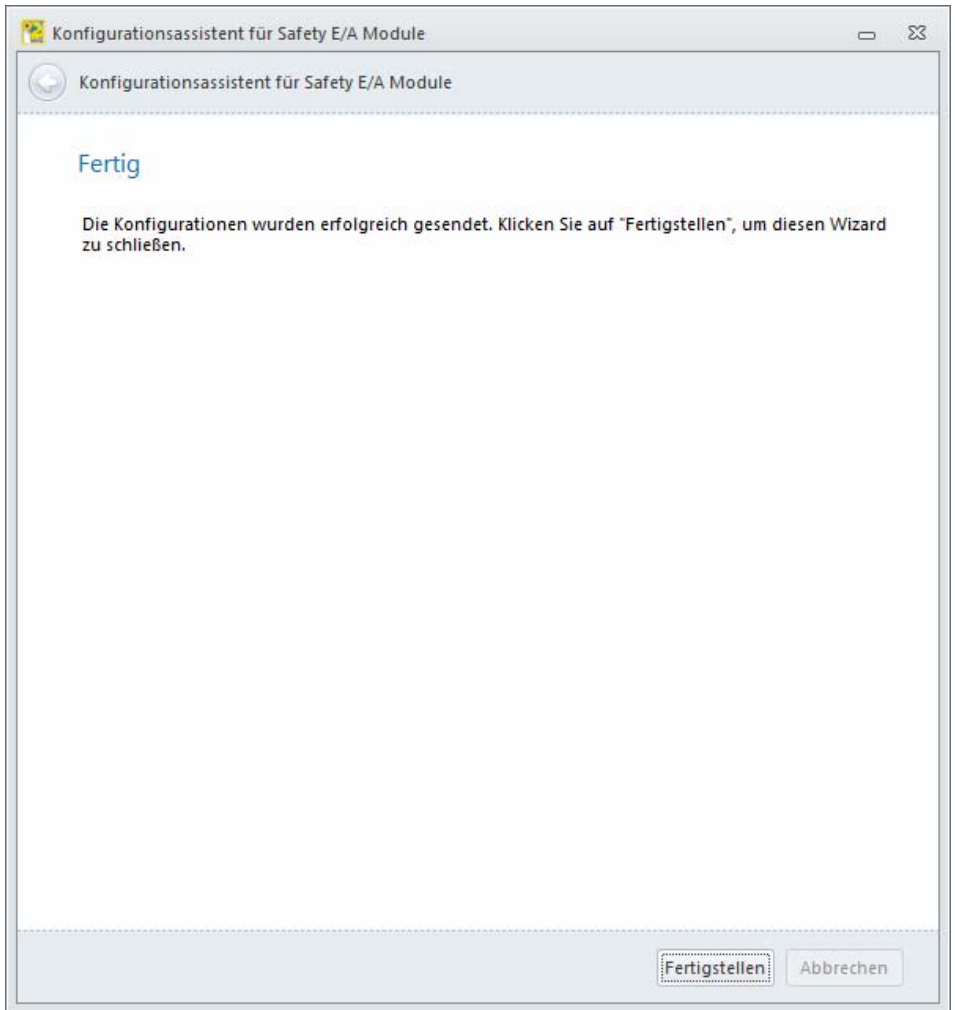 Konfigurationsassistent für Safety E/A Module
Konfigurationsassistent für Safety E/A Module
Fertig
Die Konfigurationen wurden erfolgreich gesendet. Klicken Sie auf "Fertigstellen", um diesen Wizard
zu schließen.
Fertigstellen
Abbrechen